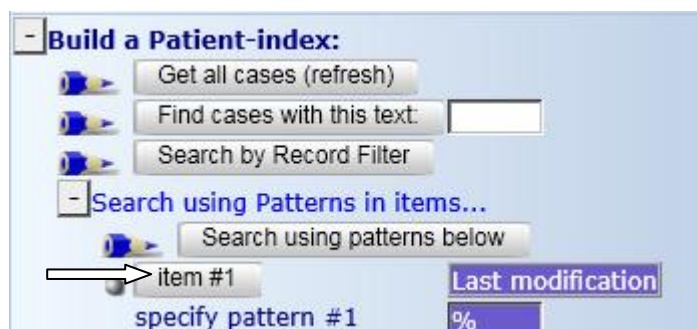 - Build a Patient-index:
Get all cases (refresh)
Find cases with this text:
Search by Record Filter
- Search using Patterns in items...
Search using patterns below
item #1 Last modification
specify pattern #1 %